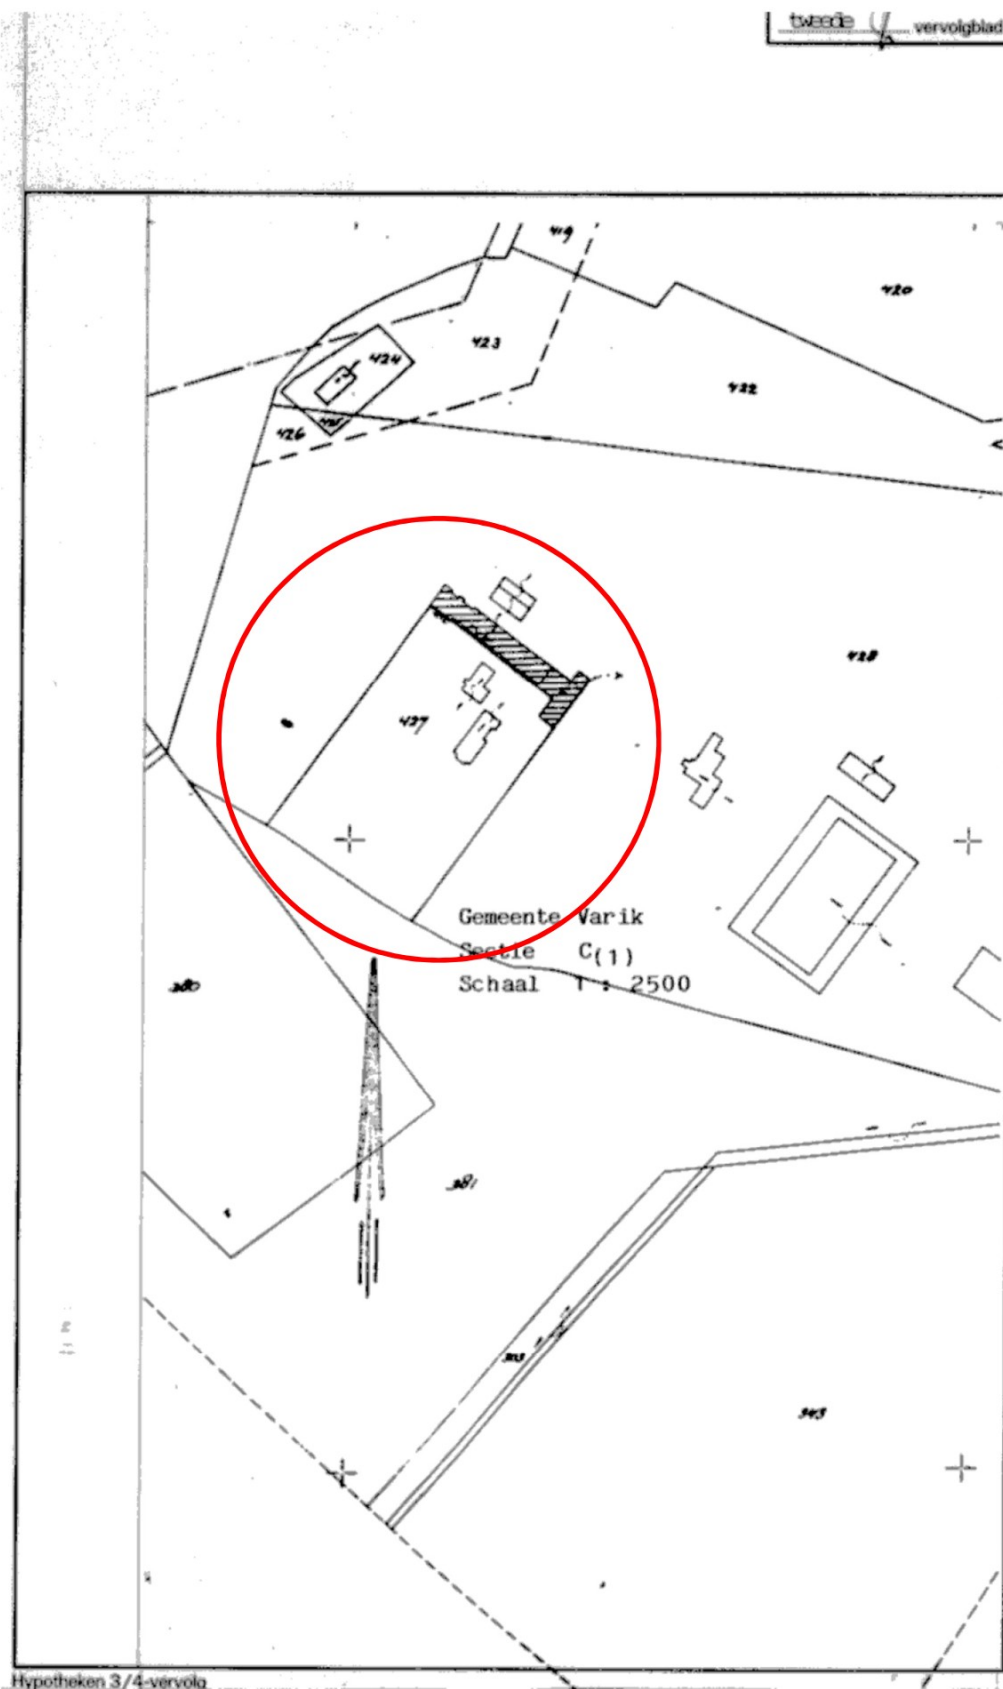 tweede vervolgblad
419
420
423
424
422
425
426
428
427
Gemeente Varik
Sectie C(1)
Schaal 1 : 2500
380
381
343
Hypotheken 3/4-vervolg